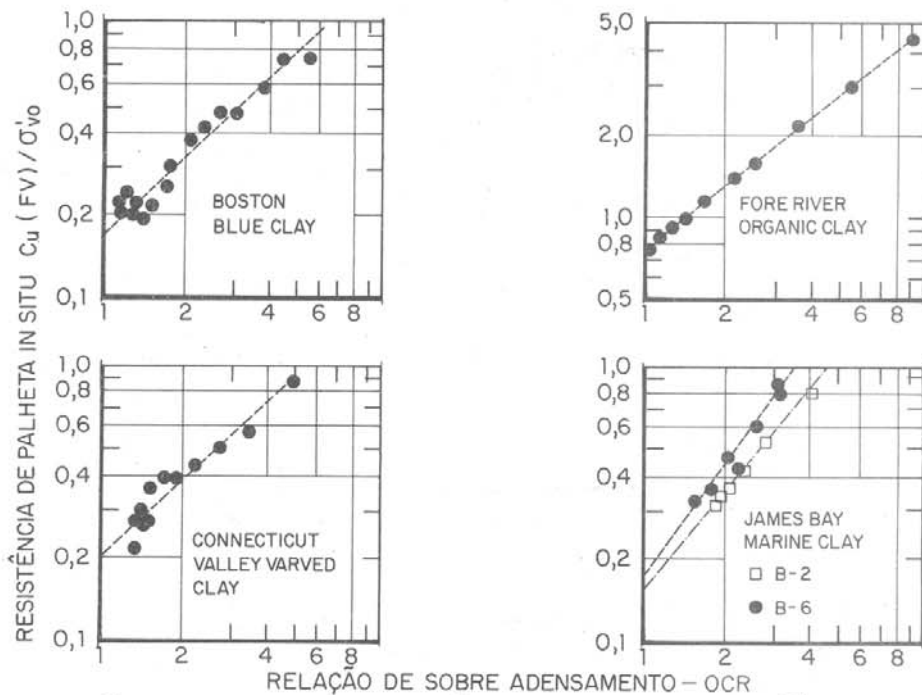 RESISTÊNCIA DE PALHETA IN SITU Cu (FV) / σ'vo
1,0
0,8
0,6
0,4
0,2
0,1
1 2 4 6 8
BOSTON
BLUE CLAY
5,0
2,0
1,0
0,8
0,5
1 2 4 6 8
FORE RIVER
ORGANIC CLAY
1,0
0,8
0,6
0,4
0,2
0,1
1 2 4 6 8
CONNECTICUT
VALLEY VARVED
CLAY
1,0
0,8
0,6
0,4
0,2
0,1
1 2 4 6 8
JAMES BAY
MARINE CLAY
B-2
B-6
RELAÇÃO DE SOBRE ADENSAMENTO – OCR